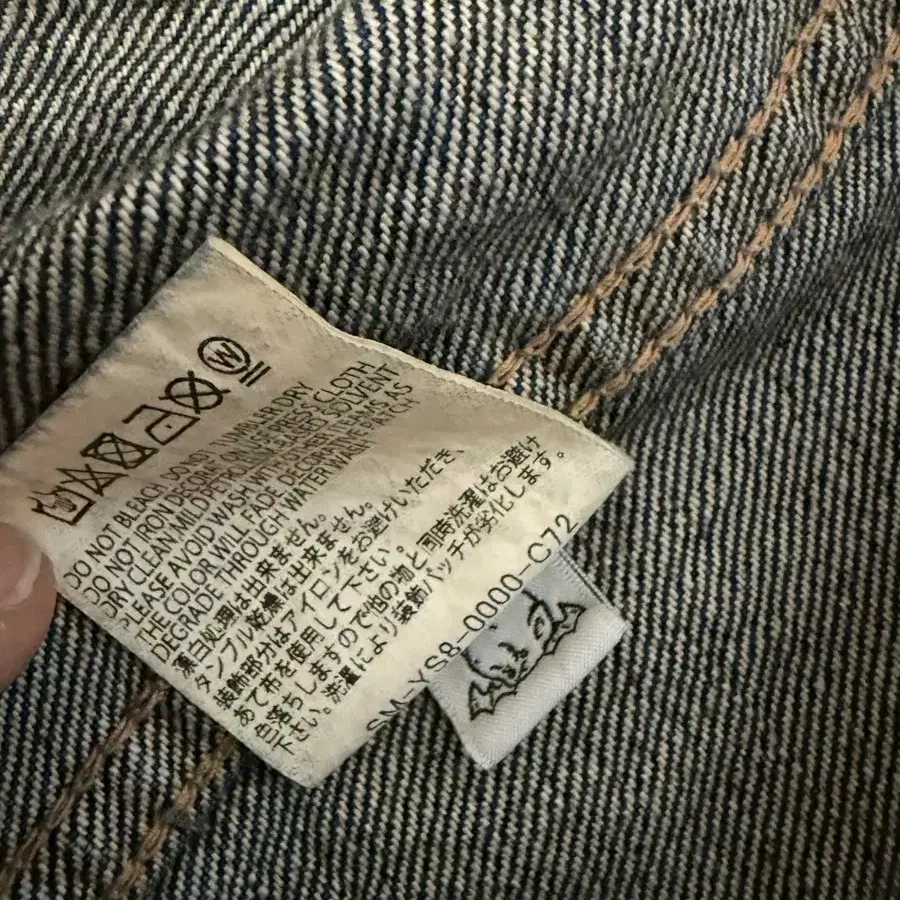 DO NOT BLEACH. DO NOT TUMBLE DRY
DO NOT IRON DECORATION. USE PRESS CLOTH
DRY CLEAN MILD PETROLEUM-BASED SOLVENT
PLEASE AVOID WASH WITH OTHER FABRIC AS
THE COLOR WILL FADE. DECORATION PATCH
DEGRADE THROUGH WATER WASH
漂白処理は出来ません。
タンブル乾燥は出来ません。
装飾部分はアイロンをお避けいただき、
あて布を使用して下さい。
色落ちしますので他の物と同時洗濯はお避け
下さい。洗濯により装飾パッチが劣化します。
SM-YS8-0000-C72